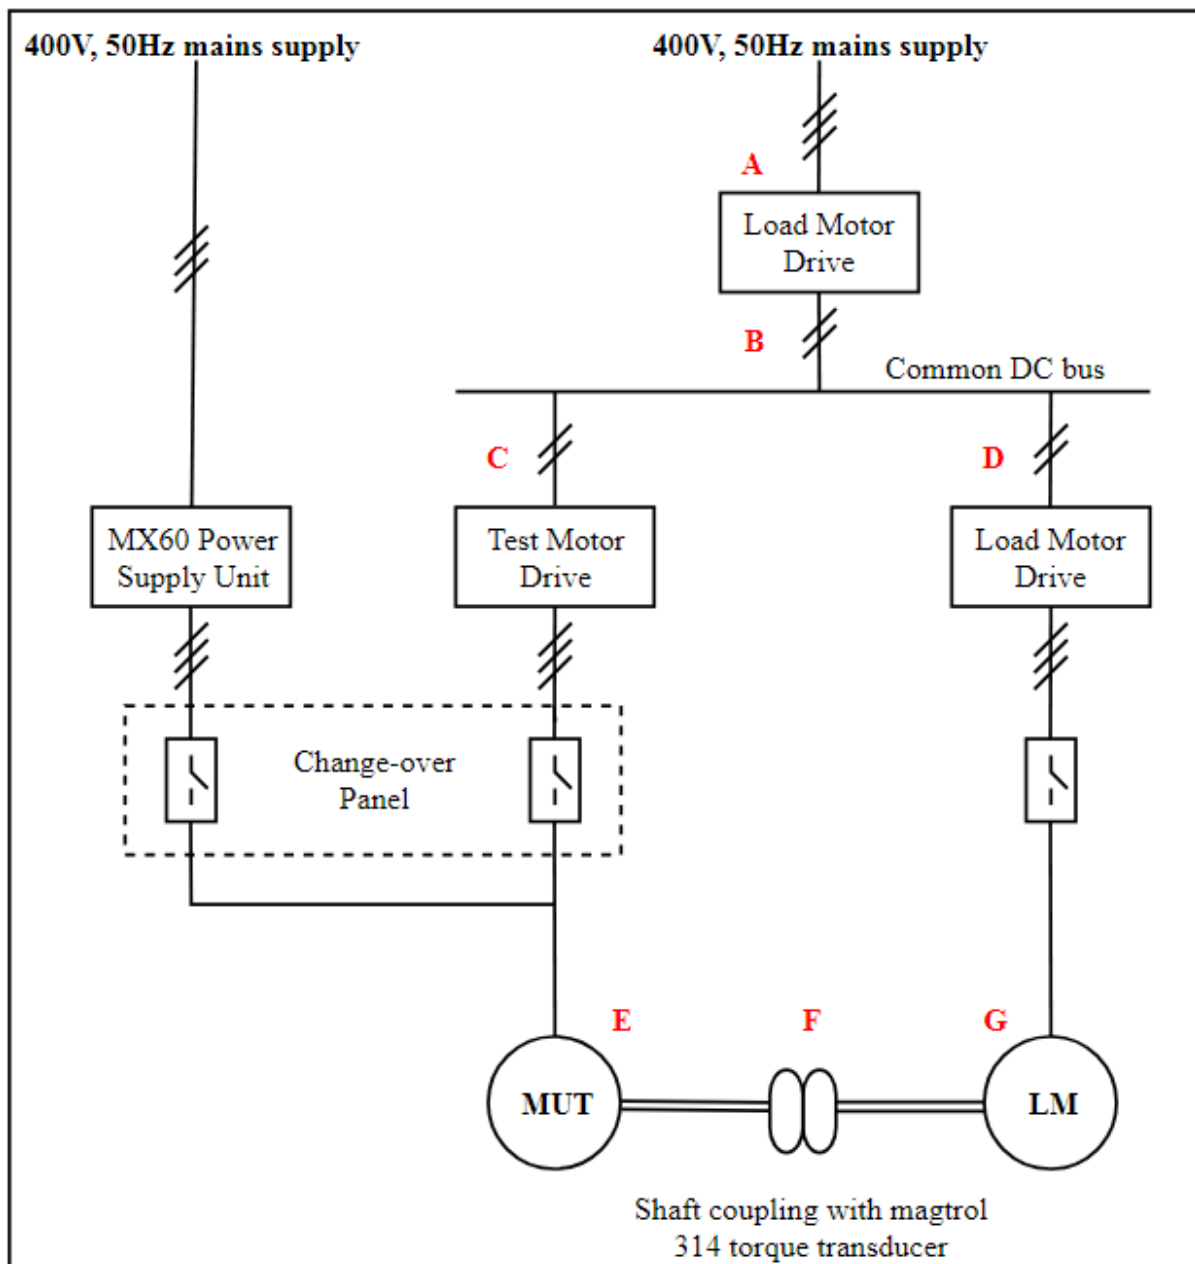 400V, 50Hz mains supply
400V, 50Hz mains supply
A
Load Motor
Drive
B
Common DC bus
C
D
MX60 Power
Supply Unit
Test Motor
Drive
Load Motor
Drive
Change-over
Panel
E
F
G
MUT
LM
Shaft coupling with magtrol
314 torque transducer